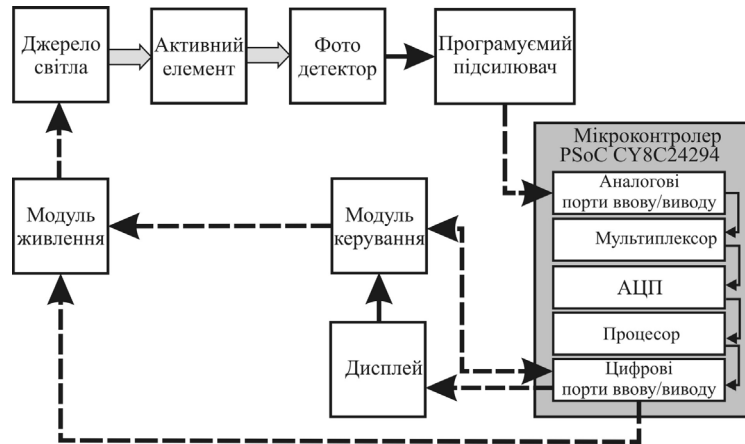 Джерело
світла
Активний
елемент
Фото
детектор
Програмуємий
підсилювач
Мікроконтролер
PSoC CY8C24294
Аналогові
порти ввову/виводу
Мультиплексор
АЦП
Процесор
Цифрові
порти ввову/виводу
Модуль
живлення
Модуль
керування
Дисплей